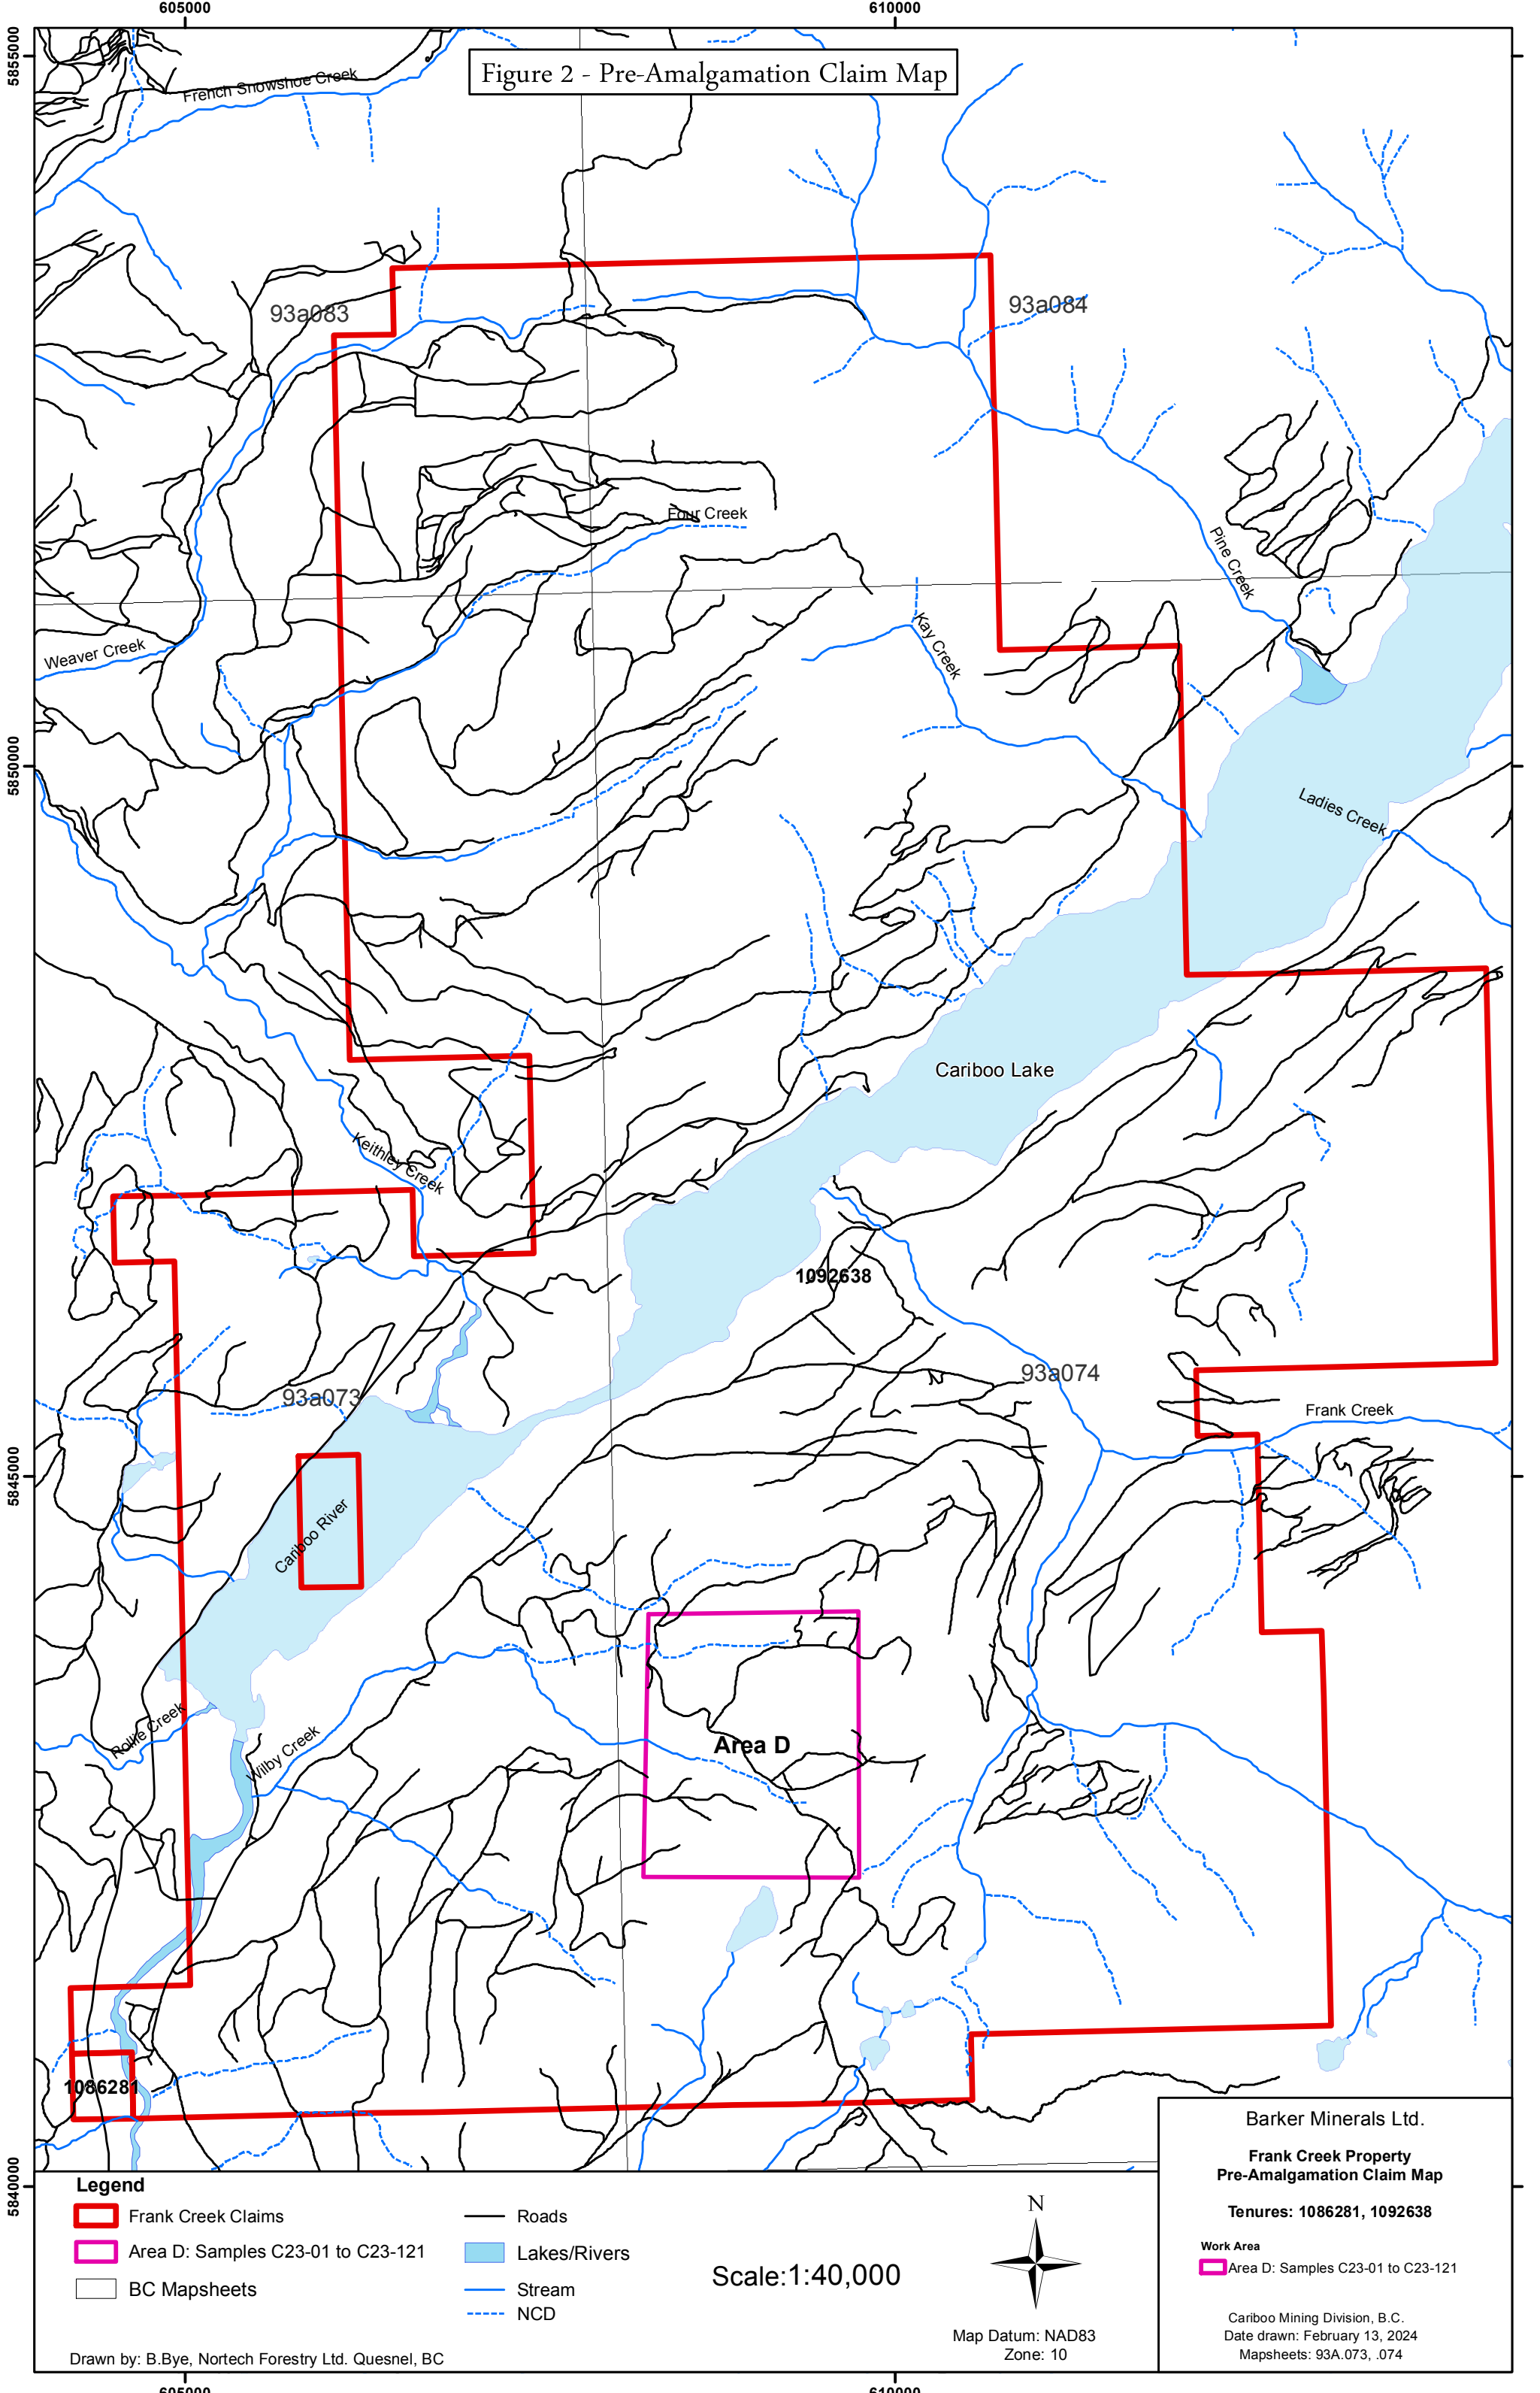 605000
610000
5855000
Figure 2 - Pre-Amalgamation Claim Map
French Snowshoe Creek
93a083
93a084
Four Creek
Pine Creek
Kay Creek
Weaver Creek
5850000
Ladies Creek
Cariboo Lake
Keithley Creek
1092638
93a074
93a073
Frank Creek
5845000
Cariboo River
Rollie Creek
Wilby Creek
Area D
1086281
5840000
Legend
Frank Creek Claims
Area D: Samples C23-01 to C23-121
BC Mapsheets
Roads
Lakes/Rivers
Stream
NCD
Scale:1:40,000
N
Map Datum: NAD83
Zone: 10
Drawn by: B.Bye, Nortech Forestry Ltd. Quesnel, BC
Barker Minerals Ltd.
Frank Creek Property
Pre-Amalgamation Claim Map
Tenures: 1086281, 1092638
Work Area
Area D: Samples C23-01 to C23-121
Cariboo Mining Division, B.C.
Date drawn: February 13, 2024
Mapsheets: 93A.073, .074
605000
610000